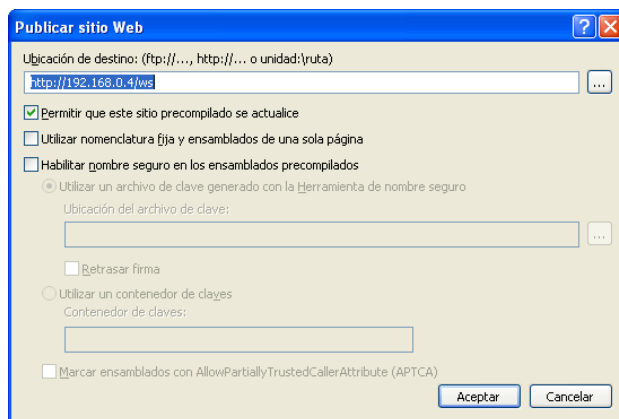 Publicar sitio Web
Ubicación de destino: (ftp://..., http://... o unidad:\ruta)
http://192.168.0.4/ws
...
Permitir que este sitio precompilado se actualice
Utilizar nomenclatura fija y ensamblados de una sola página
Habilitar nombre seguro en los ensamblados precompilados
Utilizar un archivo de clave generado con la Herramienta de nombre seguro
Ubicación del archivo de clave:
...
Retrasar firma
Utilizar un contenedor de claves
Contenedor de claves:
Marcar ensamblados con AllowPartiallyTrustedCallerAttribute (APTCA)
Aceptar
Cancelar